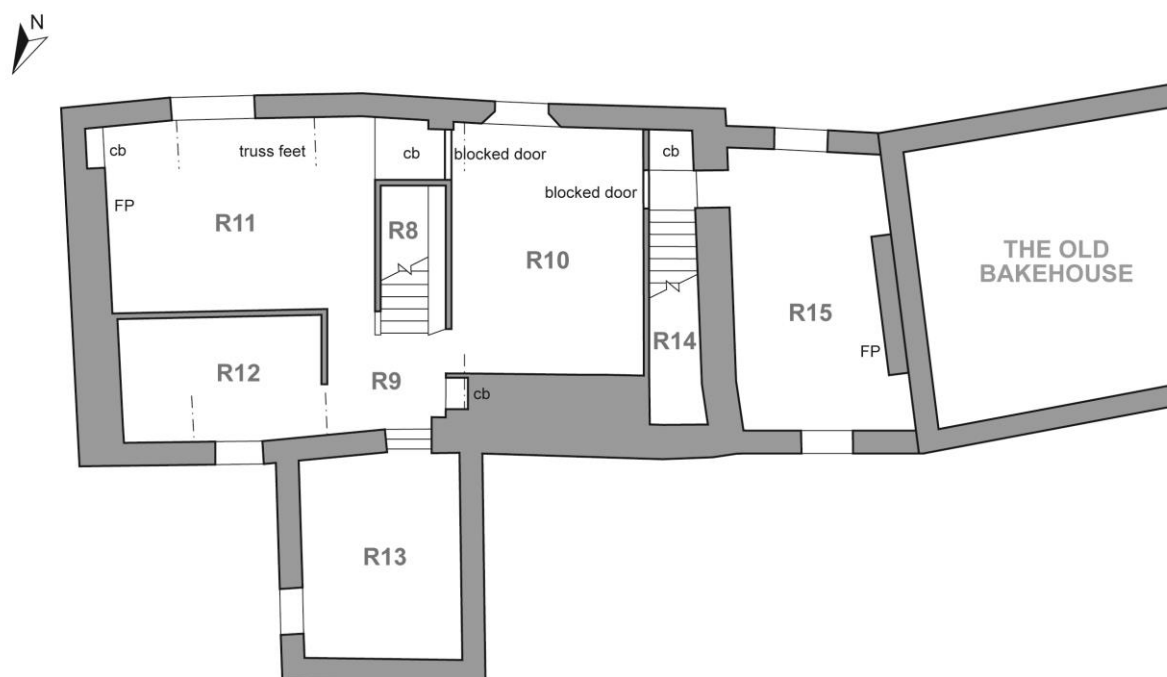 N
cb
truss feet
cb
blocked door
cb
blocked door
FP
R11
R8
R10
THE OLD
BAKEHOUSE
R15
R14
FP
R12
R9
cb
R13